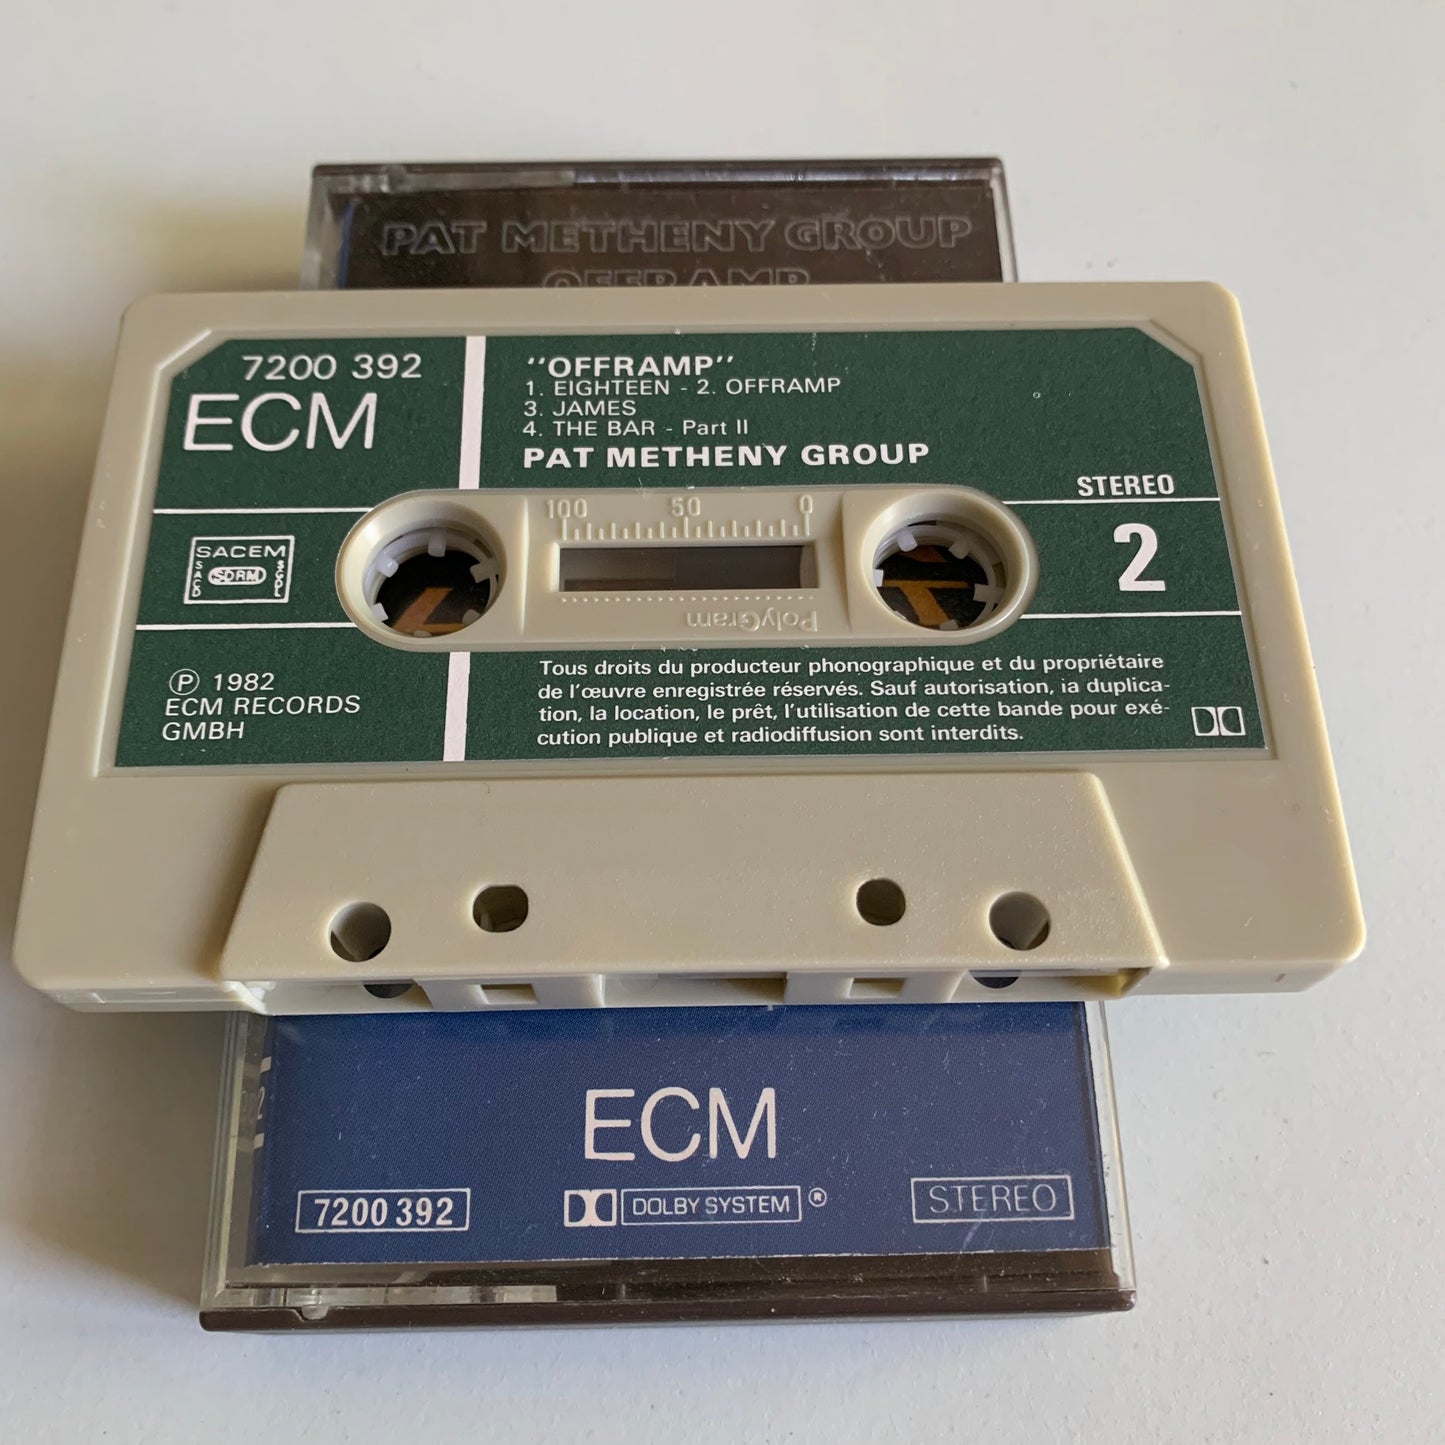 PAT METHENY GROUP
OFFRAMP
7200 392
ECM
"OFFRAMP"
1. EIGHTEEN - 2. OFFRAMP
3. JAMES
4. THE BAR - Part II
PAT METHENY GROUP
STEREO
2
100 50 0
PolyGram
SACEM
SACD
SDRM
SGDL
Ⓟ 1982
ECM RECORDS
GMBH
Tous droits du producteur phonographique et du propriétaire
de l'œuvre enregistrée réservés. Sauf autorisation, ia duplica-
tion, la location, le prêt, l'utilisation de cette bande pour exé-
cution publique et radiodiffusion sont interdits.
ECM
7200 392
DOLBY SYSTEM ®
STEREO